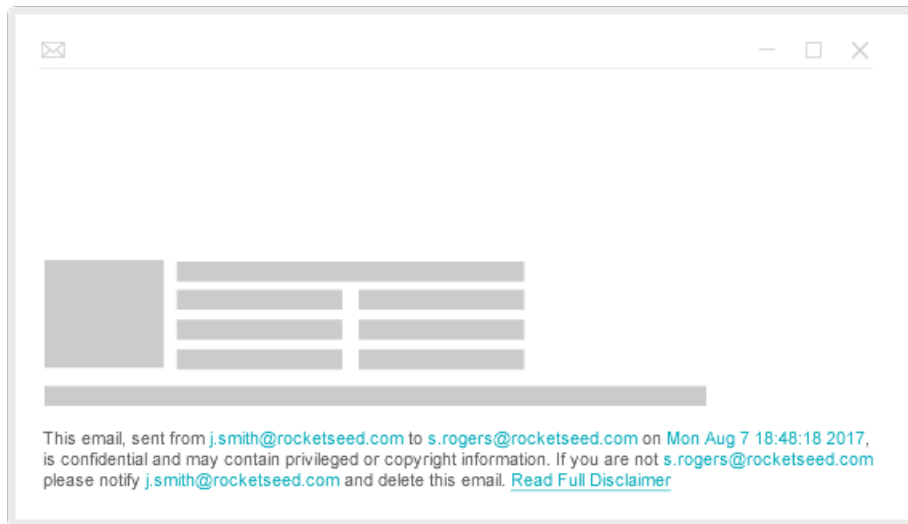 This email, sent from j.smith@rocketseed.com to s.rogers@rocketseed.com on Mon Aug 7 18:48:18 2017,
is confidential and may contain privileged or copyright information. If you are not s.rogers@rocketseed.com
please notify j.smith@rocketseed.com and delete this email. Read Full Disclaimer